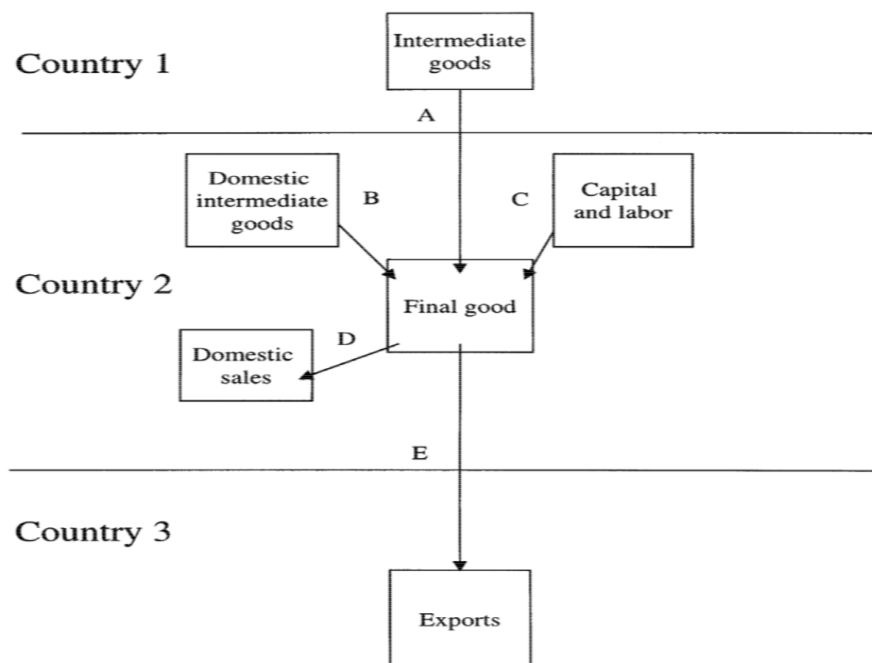 Intermediate
goods
Country 1
A
Domestic
intermediate
goods
B
C
Capital
and labor
Country 2
Final good
D
Domestic
sales
E
Country 3
Exports